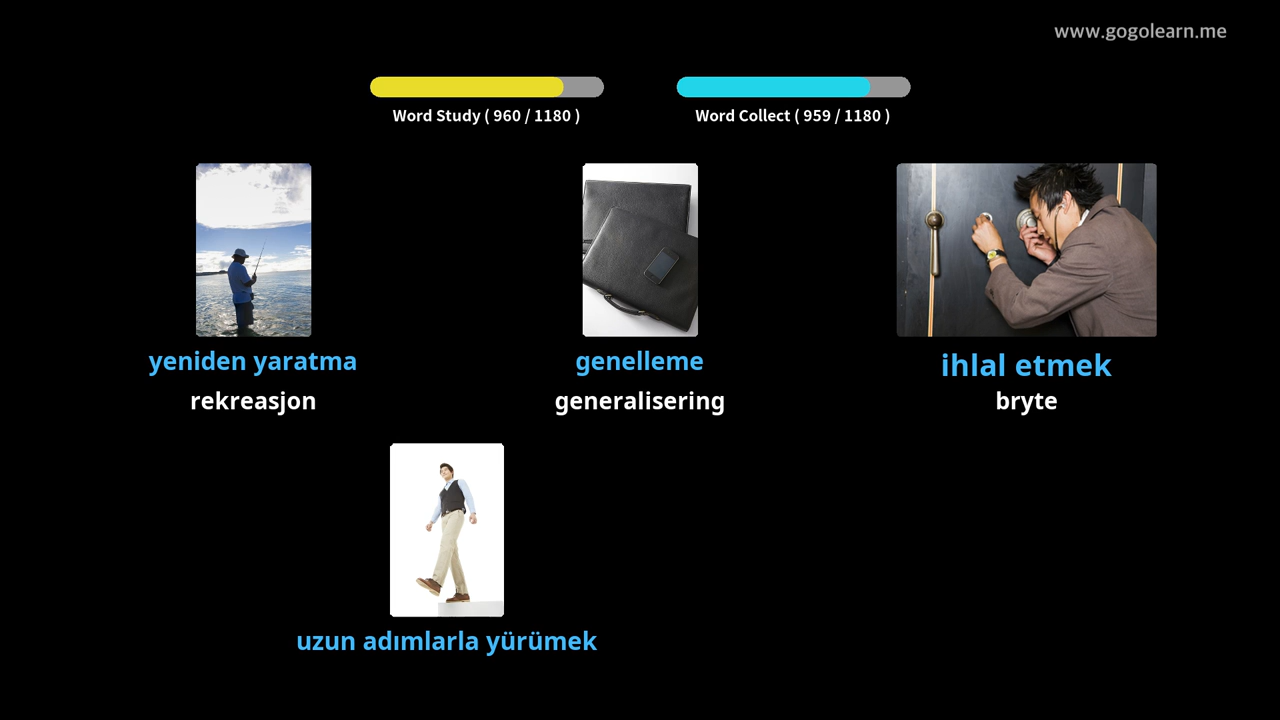 www.gogolearn.me
Word Study ( 960 / 1180 )
Word Collect ( 959 / 1180 )
yeniden yaratma
rekreasjon
genelleme
generalisering
ihlal etmek
bryte
uzun adımlarla yürümek